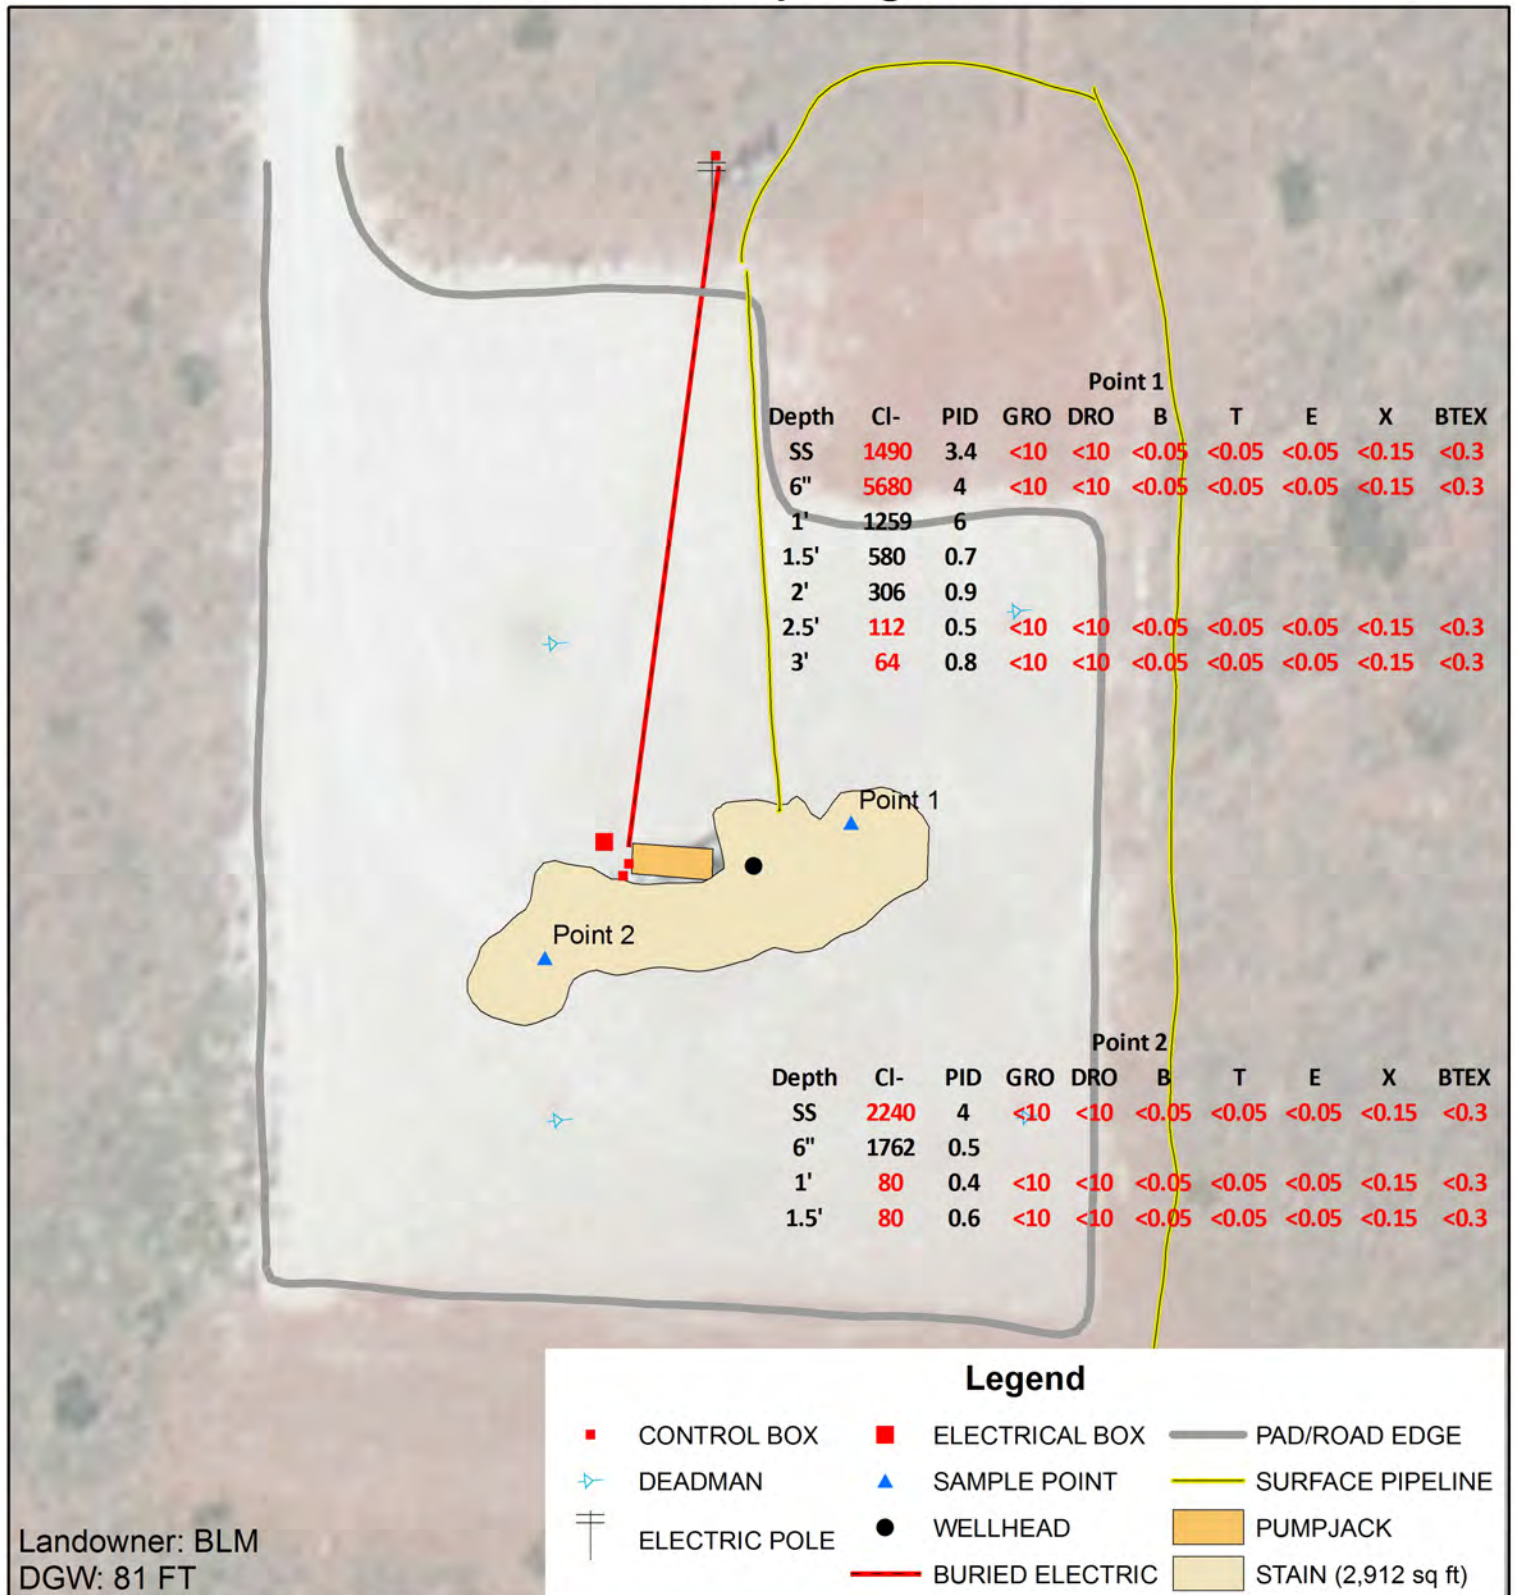 Point 1
Depth Cl- PID GRO DRO B T E X BTEX
SS 1490 3.4 <10 <10 <0.05 <0.05 <0.05 <0.15 <0.3
6" 5680 4 <10 <10 <0.05 <0.05 <0.05 <0.15 <0.3
1' 1259 6
1.5' 580 0.7
2' 306 0.9
2.5' 112 0.5 <10 <10 <0.05 <0.05 <0.05 <0.15 <0.3
3' 64 0.8 <10 <10 <0.05 <0.05 <0.05 <0.15 <0.3
Point 1
Point 2
Point 2
Depth Cl- PID GRO DRO B T E X BTEX
SS 2240 4 <10 <10 <0.05 <0.05 <0.05 <0.15 <0.3
6" 1762 0.5
1' 80 0.4 <10 <10 <0.05 <0.05 <0.05 <0.15 <0.3
1.5' 80 0.6 <10 <10 <0.05 <0.05 <0.05 <0.15 <0.3
Legend
CONTROL BOX ELECTRICAL BOX PAD/ROAD EDGE
DEADMAN SAMPLE POINT SURFACE PIPELINE
ELECTRIC POLE WELLHEAD PUMPJACK
BURIED ELECTRIC STAIN (2,912 sq ft)
Landowner: BLM
DGW: 81 FT